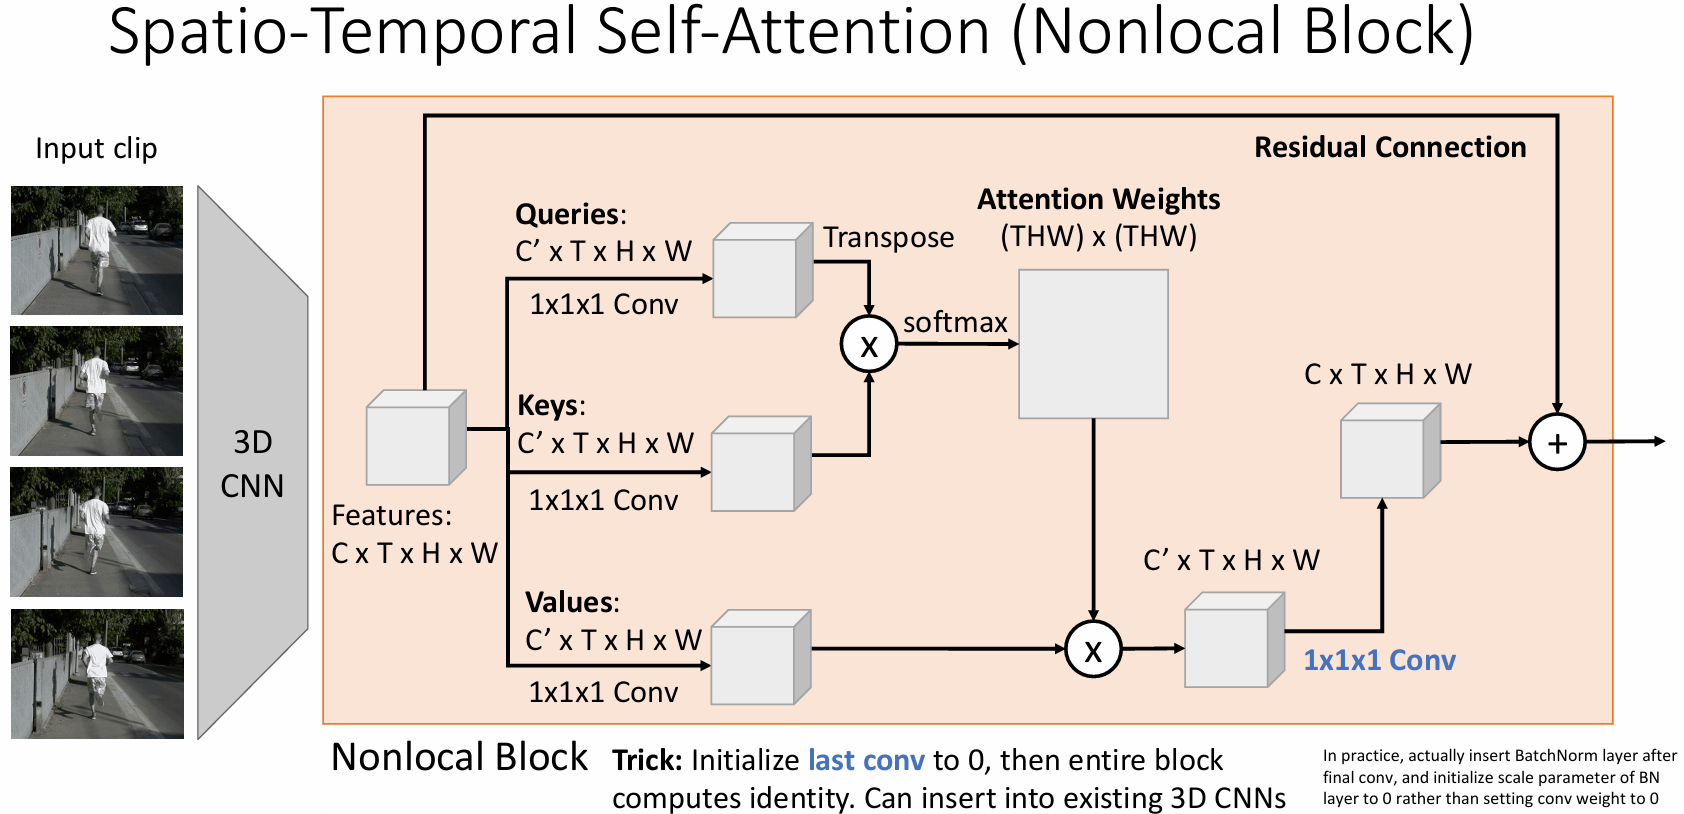 Spatio-Temporal Self-Attention (Nonlocal Block)
Input clip
3D
CNN
Residual Connection
Queries:
C’ x T x H x W
1x1x1 Conv
Transpose
Attention Weights
(THW) x (THW)
x
softmax
Keys:
C’ x T x H x W
1x1x1 Conv
Features:
C x T x H x W
Values:
C’ x T x H x W
1x1x1 Conv
x
C’ x T x H x W
1x1x1 Conv
C x T x H x W
+
Nonlocal Block
Trick: Initialize last conv to 0, then entire block
computes identity. Can insert into existing 3D CNNs
In practice, actually insert BatchNorm layer after
final conv, and initialize scale parameter of BN
layer to 0 rather than setting conv weight to 0